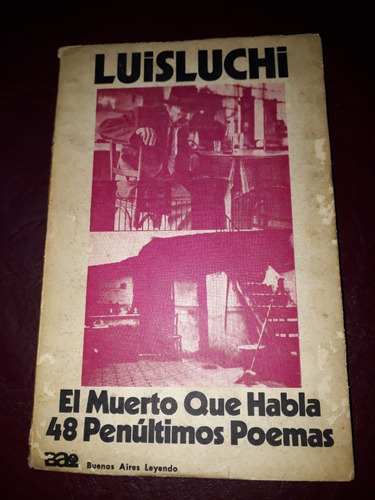 LUiSLUCHi
El Muerto Que Habla
48 Penúltimos Poemas
Buenos Aires Leyendo